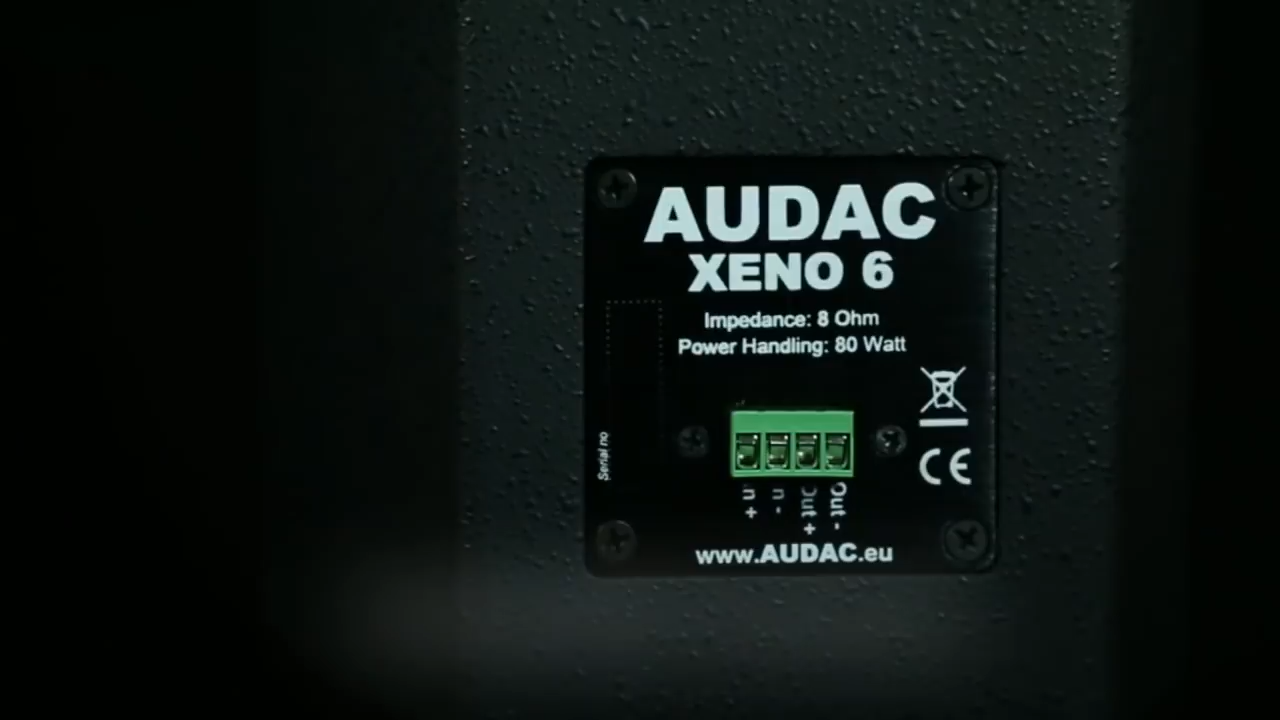 AUDAC
XENO 6
Impedance: 8 Ohm
Power Handling: 80 Watt
Serial no
CE
In +
In -
Out +
Out -
www.AUDAC.eu